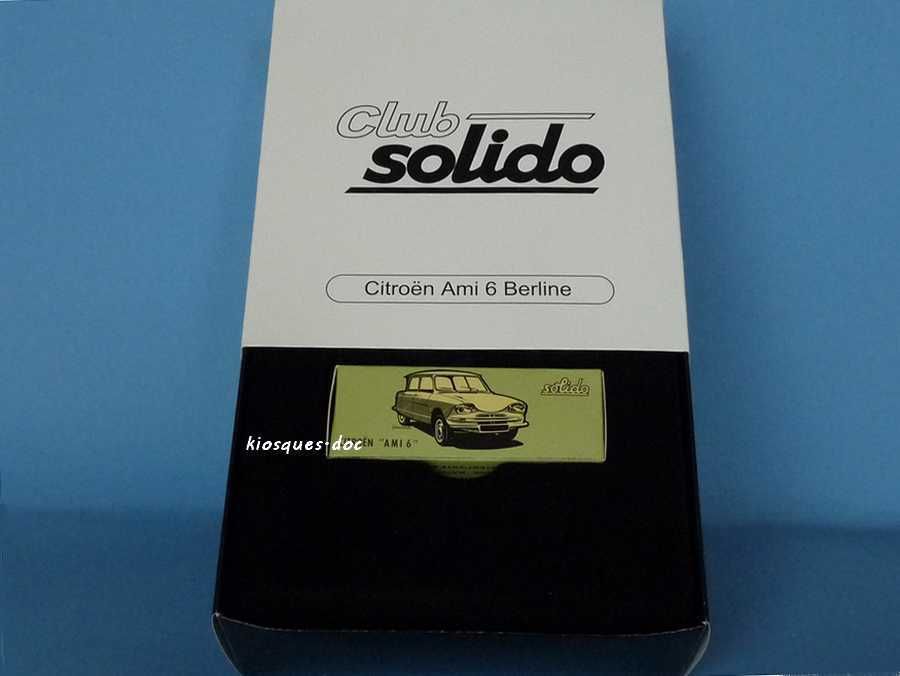 Club
solido
Citroën Ami 6 Berline
solido
kiosques-doc
"AMI 6"